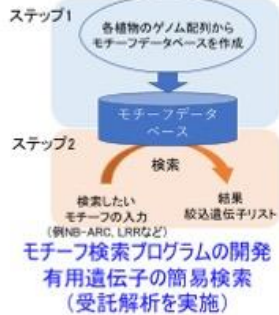 ステップ1
各植物のゲノム配列から
モチーフデータベースを作成
モチーフデータ
ベース
ステップ2
検索
検索したい
モチーフの入力
(例NB-ARC, LRRなど)
結果
絞込遺伝子リスト
モチーフ検索プログラムの開発
有用遺伝子の簡易検索
(受託解析を実施)